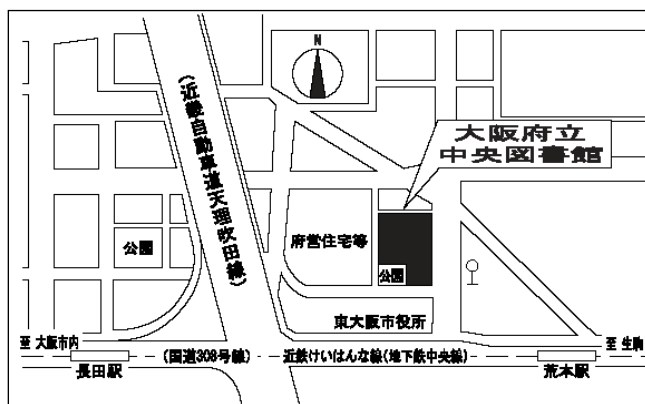 N
大阪府立
中央図書館
(近畿自動車道天理吹田線)
公園
府営住宅等
公園
東大阪市役所
至 大阪市内
(国道308号線)
近鉄けいはんな線(地下鉄中央線)
至 生駒
長田駅
荒本駅